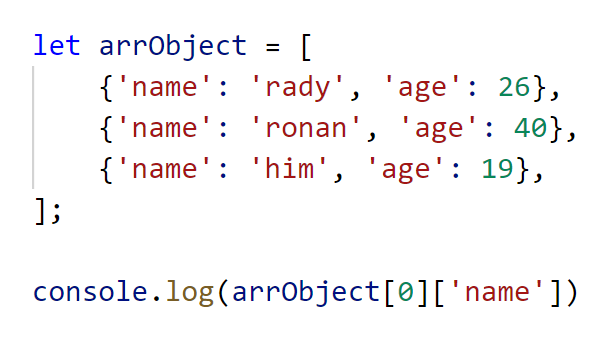 let arrObject = [
    {'name': 'rady', 'age': 26},
    {'name': 'ronan', 'age': 40},
    {'name': 'him', 'age': 19},
];
console.log(arrObject[0]['name'])